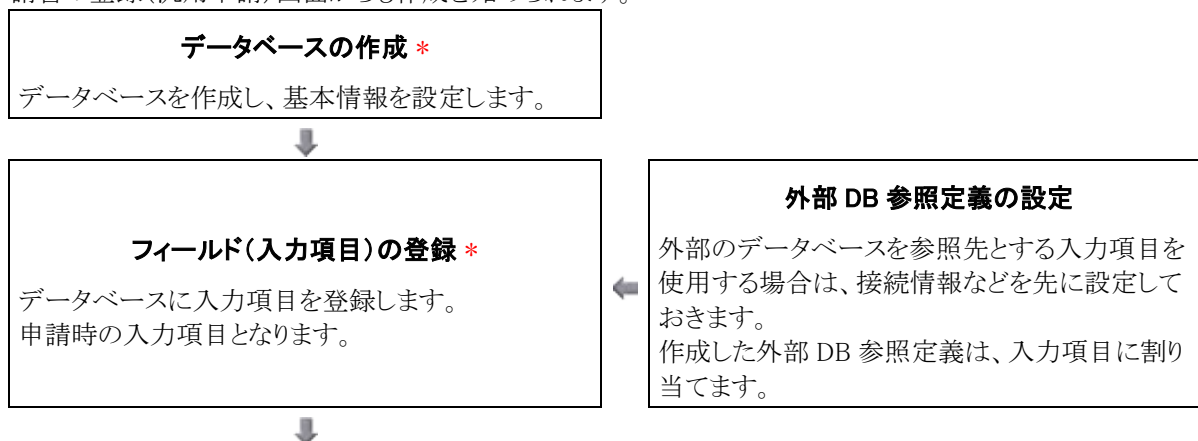 データベースの作成 *
データベースを作成し、基本情報を設定します。
フィールド（入力項目）の登録 *
データベースに入力項目を登録します。
申請時の入力項目となります。
外部 DB 参照定義の設定
外部のデータベースを参照先とする入力項目を
使用する場合は、接続情報などを先に設定して
おきます。
作成した外部 DB 参照定義は、入力項目に割り
当てます。